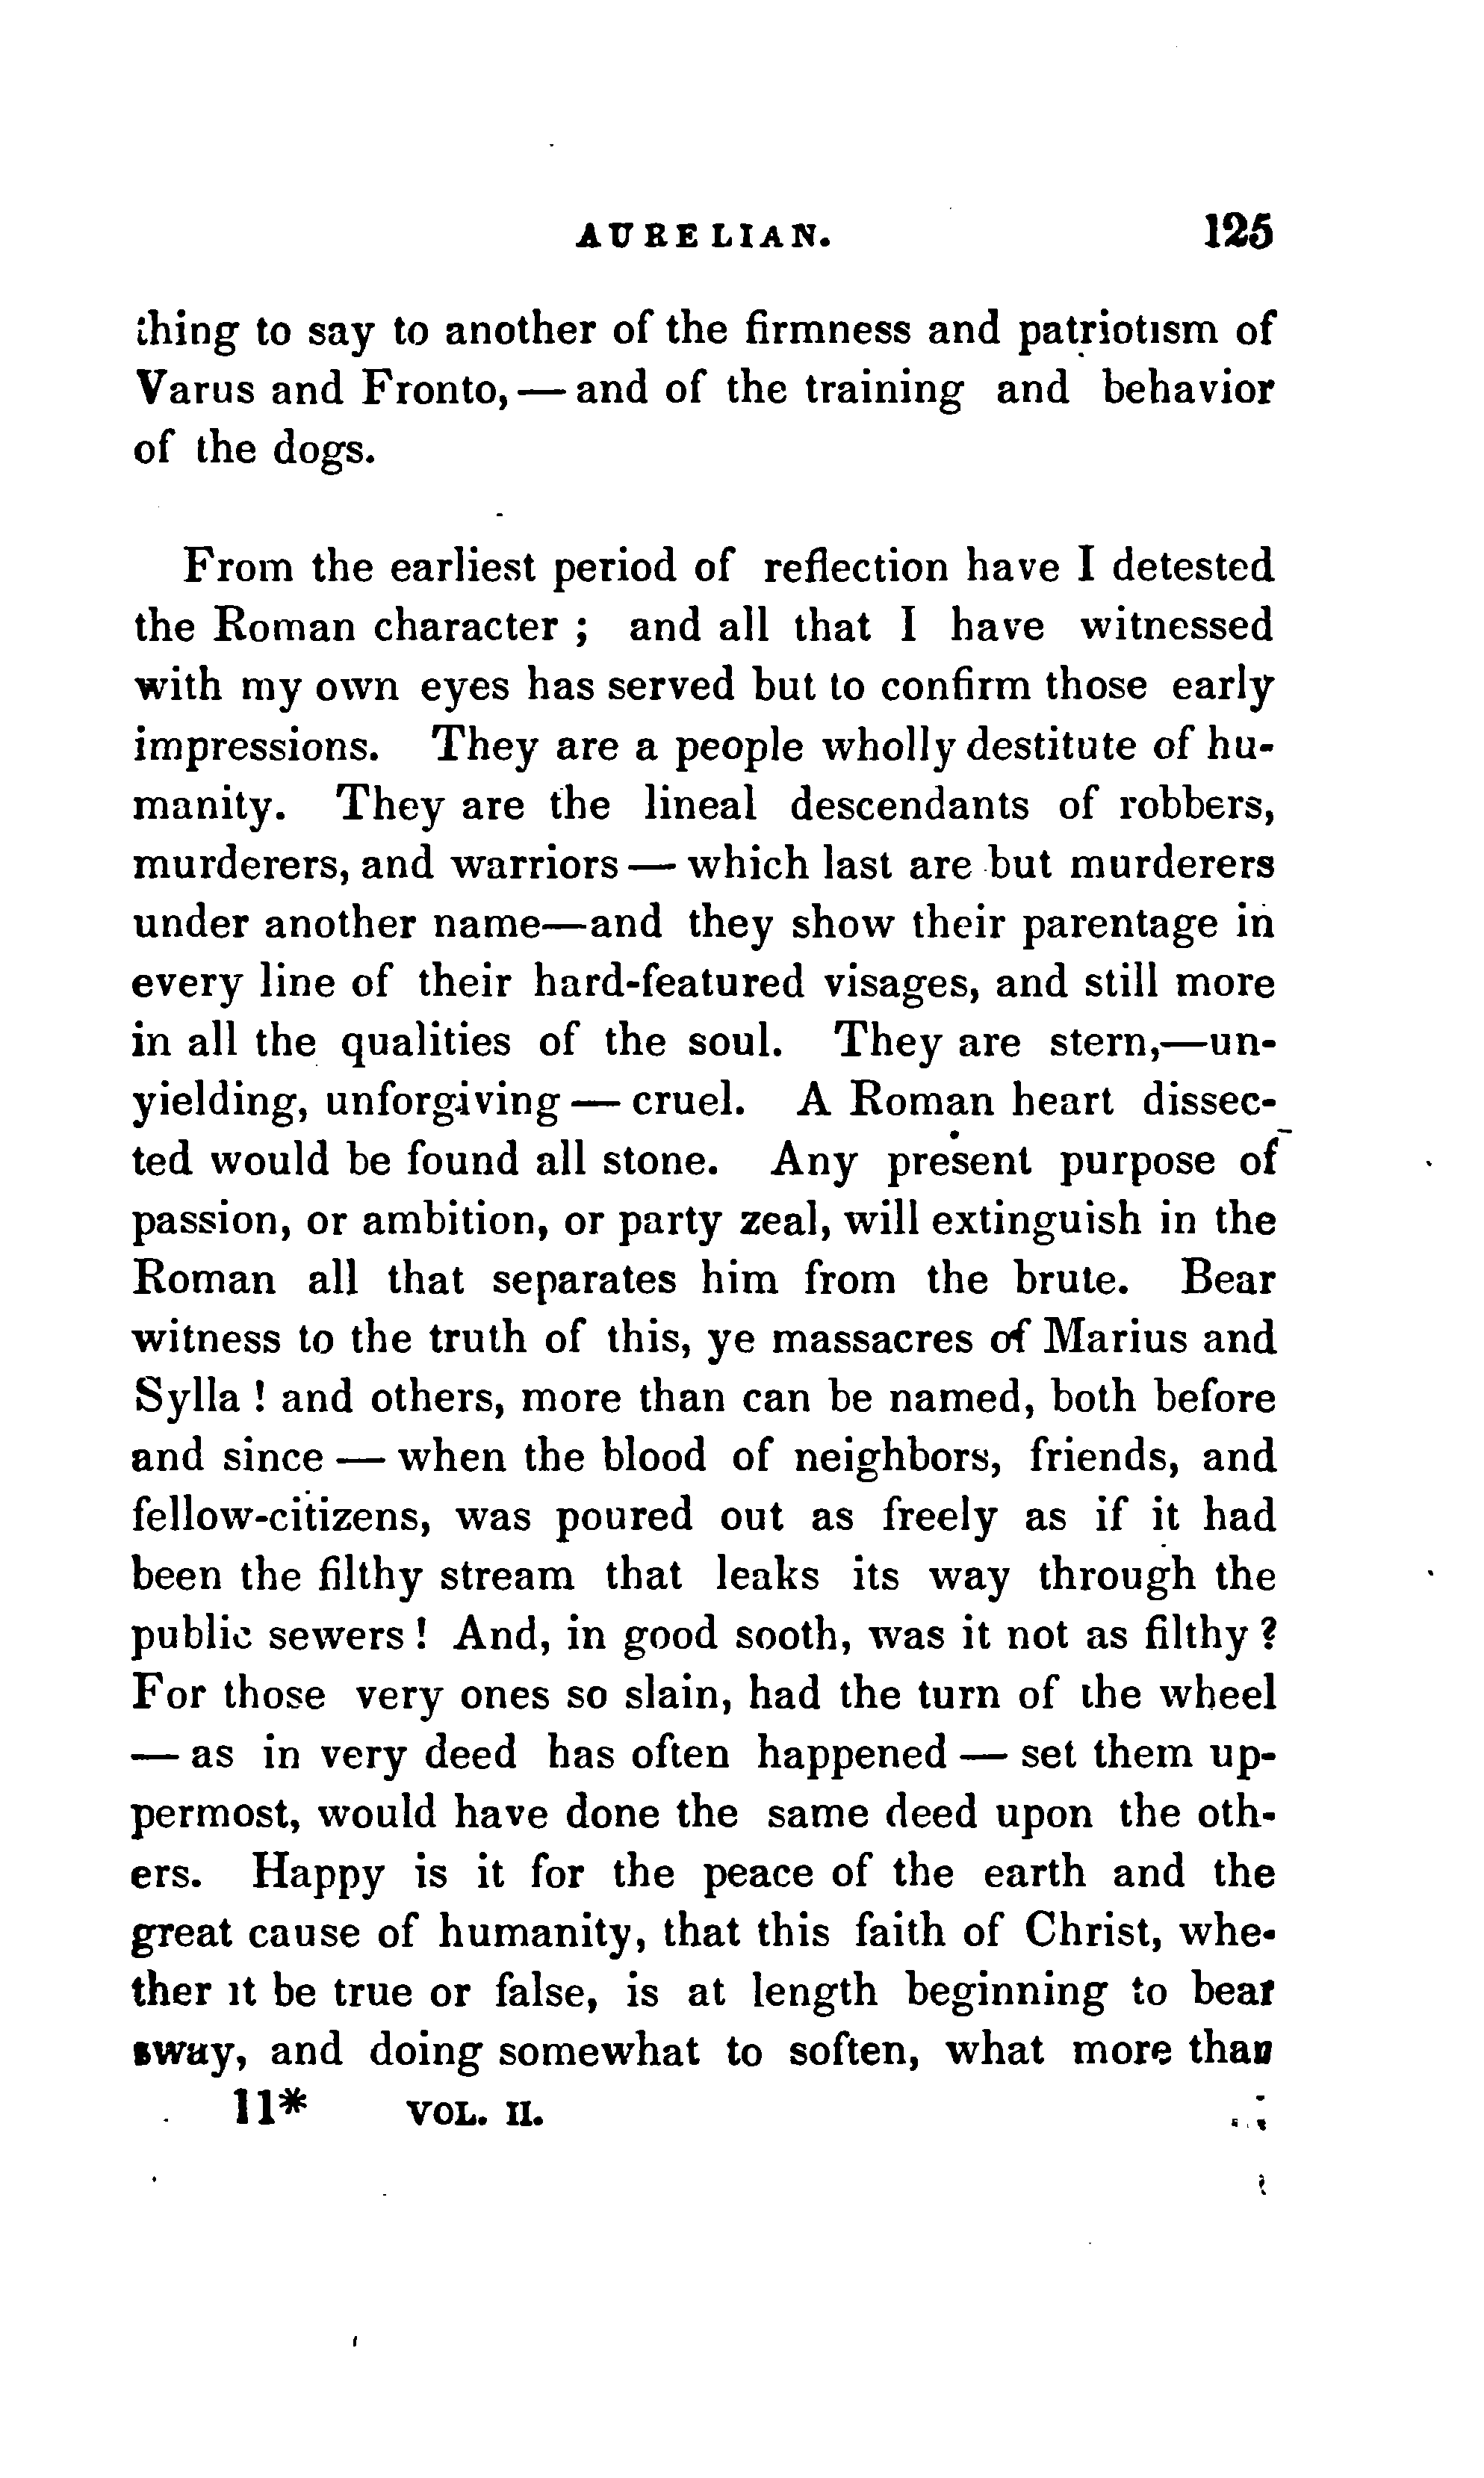 AURELIAN. 125
thing to say to another of the firmness and patriotism of
Varus and Fronto,—and of the training and behavior
of the dogs.
From the earliest period of reflection have I detested
the Roman character ; and all that I have witnessed
with my own eyes has served but to confirm those early
impressions. They are a people wholly destitute of hu-
manity. They are the lineal descendants of robbers,
murderers, and warriors — which last are but murderers
under another name—and they show their parentage in
every line of their hard-featured visages, and still more
in all the qualities of the soul. They are stern,—un-
yielding, unforgiving — cruel. A Roman heart dissec-
ted would be found all stone. Any present purpose of
passion, or ambition, or party zeal, will extinguish in the
Roman all that separates him from the brute. Bear
witness to the truth of this, ye massacres of Marius and
Sylla ! and others, more than can be named, both before
and since — when the blood of neighbors, friends, and
fellow-citizens, was poured out as freely as if it had
been the filthy stream that leaks its way through the
public sewers ! And, in good sooth, was it not as filthy ?
For those very ones so slain, had the turn of the wheel
— as in very deed has often happened — set them up-
permost, would have done the same deed upon the oth-
ers. Happy is it for the peace of the earth and the
great cause of humanity, that this faith of Christ, whe-
ther it be true or false, is at length beginning to bear
sway, and doing somewhat to soften, what more than
11* VOL. II.